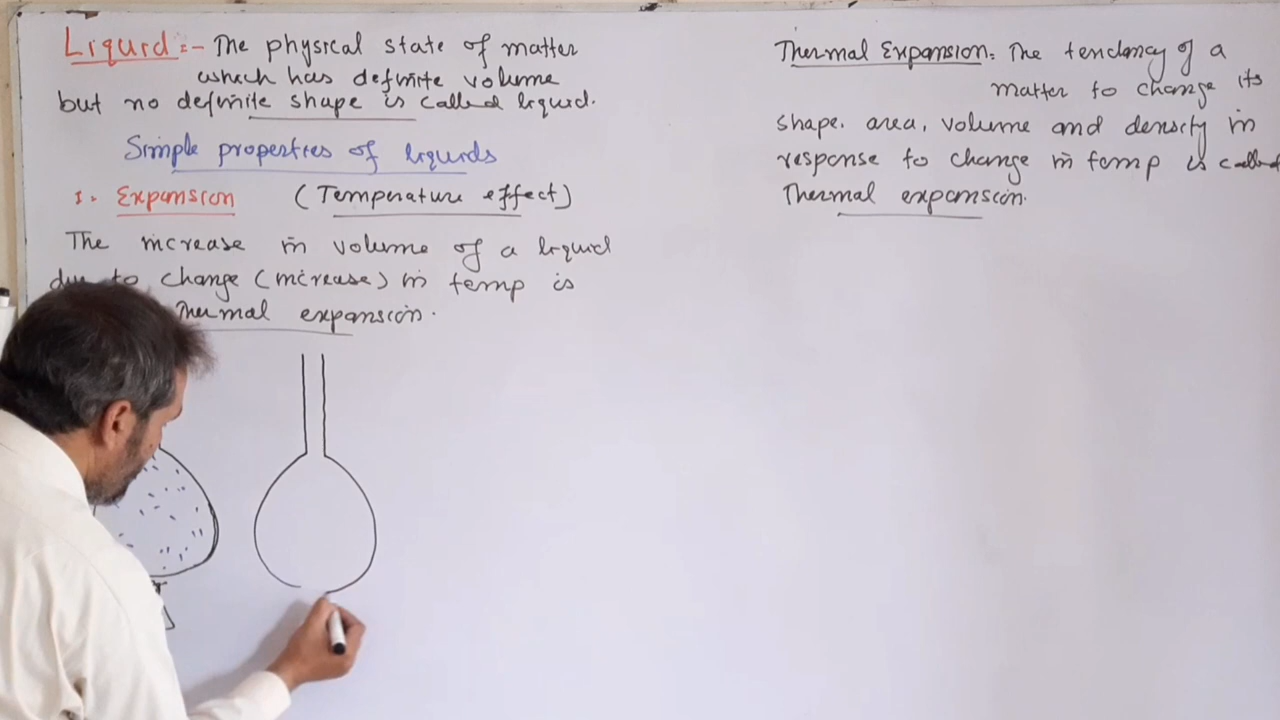 Liquid:- The physical state of matter
which has definite volume
but no definite shape is called liquid.
Simple properties of liquids
1. Expansion (Temperature effect)
The increase in volume of a liquid
due to change (increase) in temp is
Thermal expansion.
Thermal Expansion: The tendancy of a
matter to change its
shape. area, volume and density in
response to change in temp is called
Thermal expansion.